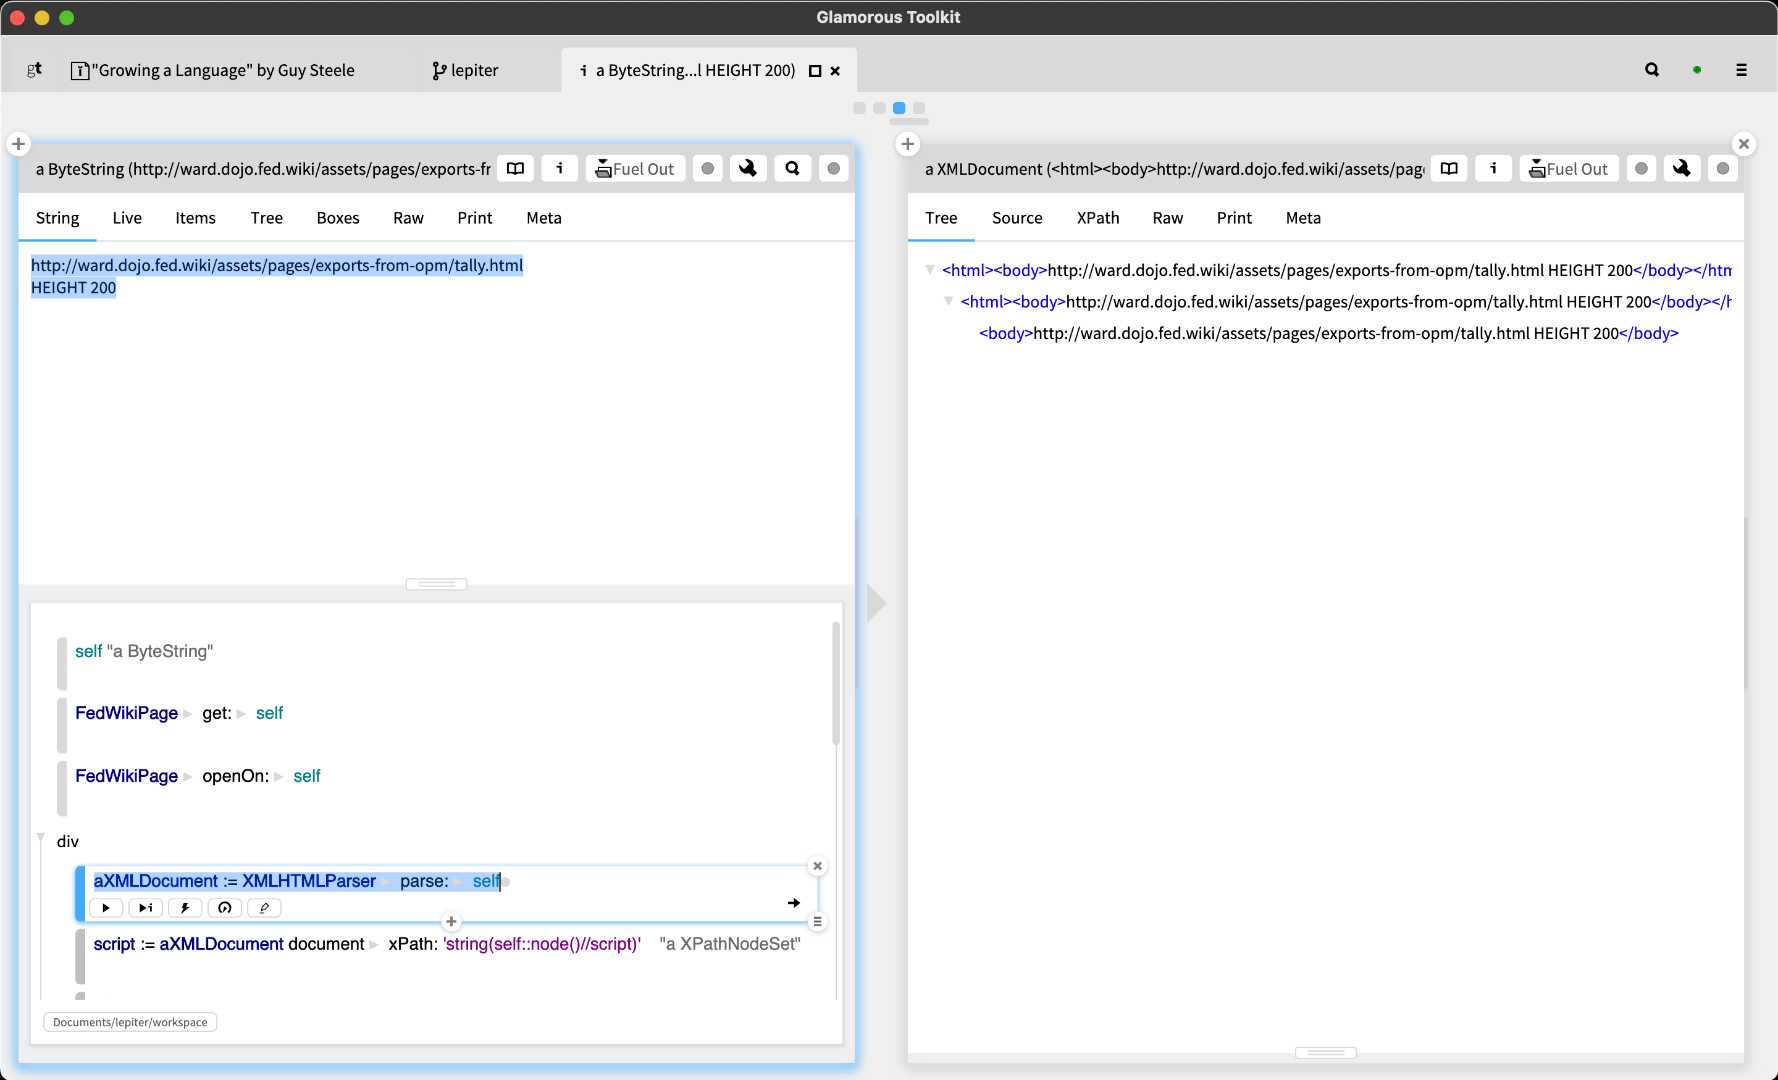 Glamorous Toolkit
gt
"Growing a Language" by Guy Steele
lepiter
i a ByteString...l HEIGHT 200)
a ByteString (http://ward.dojo.fed.wiki/assets/pages/exports-fr
i
Fuel Out
String Live Items Tree Boxes Raw Print Meta
http://ward.dojo.fed.wiki/assets/pages/exports-from-opm/tally.html
HEIGHT 200
self "a ByteString"
FedWikiPage get: self
FedWikiPage openOn: self
div
aXMLDocument := XMLHTMLParser parse: self
script := aXMLDocument document xPath: 'string(self::node()//script)' "a XPathNodeSet"
Documents/lepiter/workspace
a XMLDocument (<html><body>http://ward.dojo.fed.wiki/assets/pag
i
Fuel Out
Tree Source XPath Raw Print Meta
<html><body>http://ward.dojo.fed.wiki/assets/pages/exports-from-opm/tally.html HEIGHT 200</body></htm
<html><body>http://ward.dojo.fed.wiki/assets/pages/exports-from-opm/tally.html HEIGHT 200</body></h
<body>http://ward.dojo.fed.wiki/assets/pages/exports-from-opm/tally.html HEIGHT 200</body>